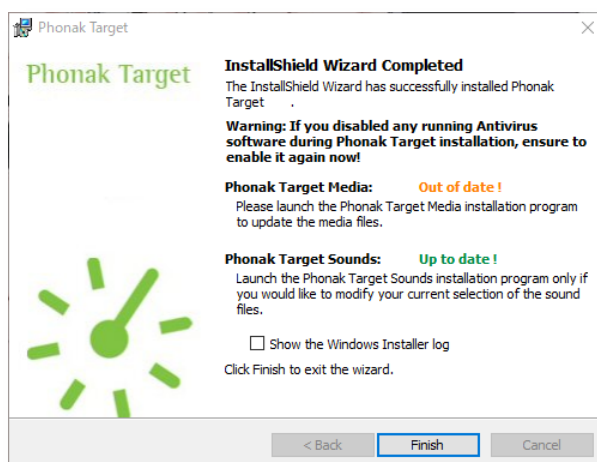 Phonak Target
Phonak Target
InstallShield Wizard Completed
The InstallShield Wizard has successfully installed Phonak
Target .
Warning: If you disabled any running Antivirus
software during Phonak Target installation, ensure to
enable it again now!
Phonak Target Media: Out of date !
Please launch the Phonak Target Media installation program
to update the media files.
Phonak Target Sounds: Up to date !
Launch the Phonak Target Sounds installation program only if
you would like to modify your current selection of the sound
files.
Show the Windows Installer log
Click Finish to exit the wizard.
< Back Finish Cancel